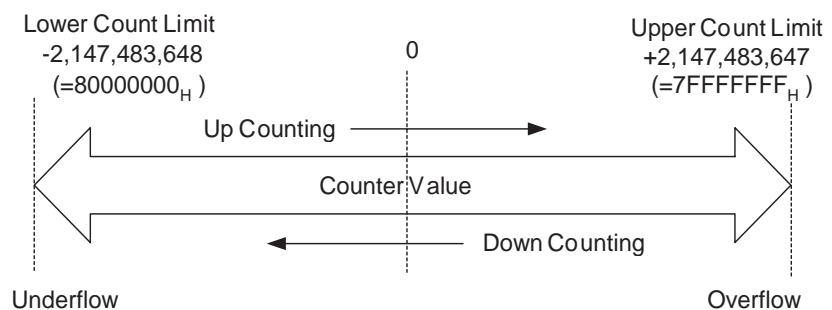 Lower Count Limit
-2,147,483,648
(=80000000H )
0
Upper Count Limit
+2,147,483,647
(=7FFFFFFFH )
Up Counting
Counter Value
Down Counting
Underflow
Overflow